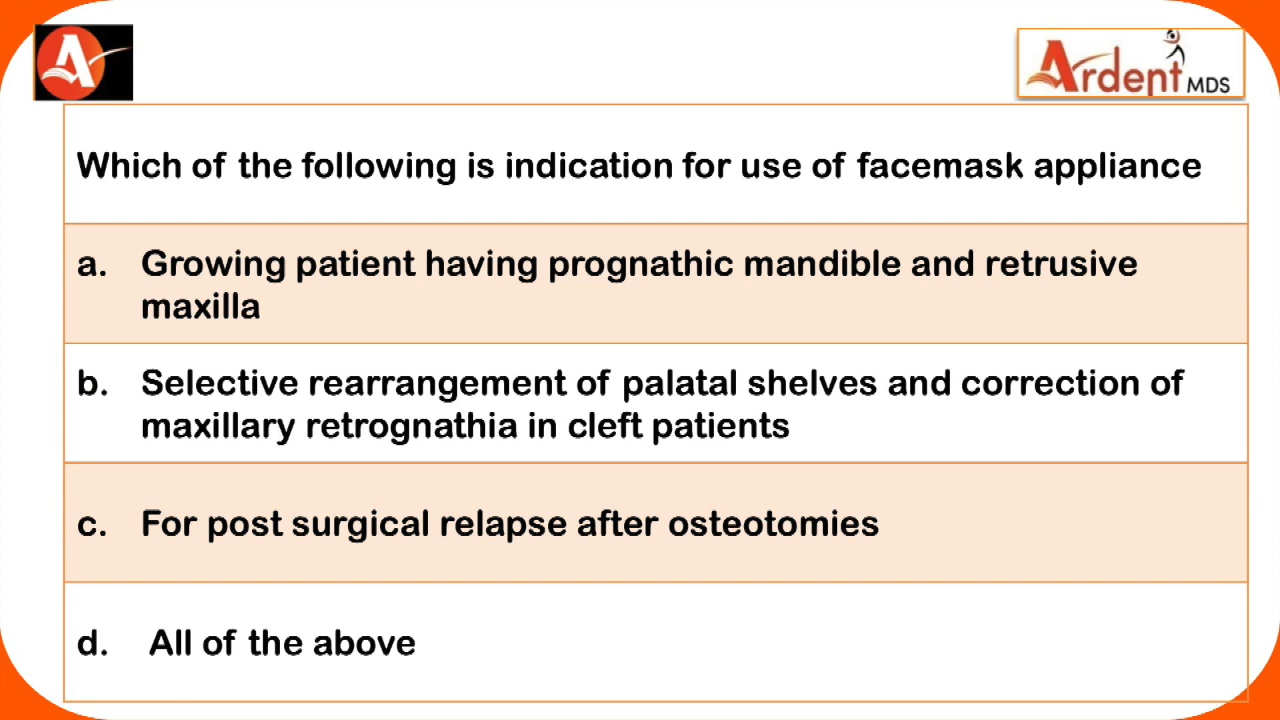 A
Ardent MDS
Which of the following is indication for use of facemask appliance
a. Growing patient having prognathic mandible and retrusive
maxilla
b. Selective rearrangement of palatal shelves and correction of
maxillary retrognathia in cleft patients
c. For post surgical relapse after osteotomies
d. All of the above